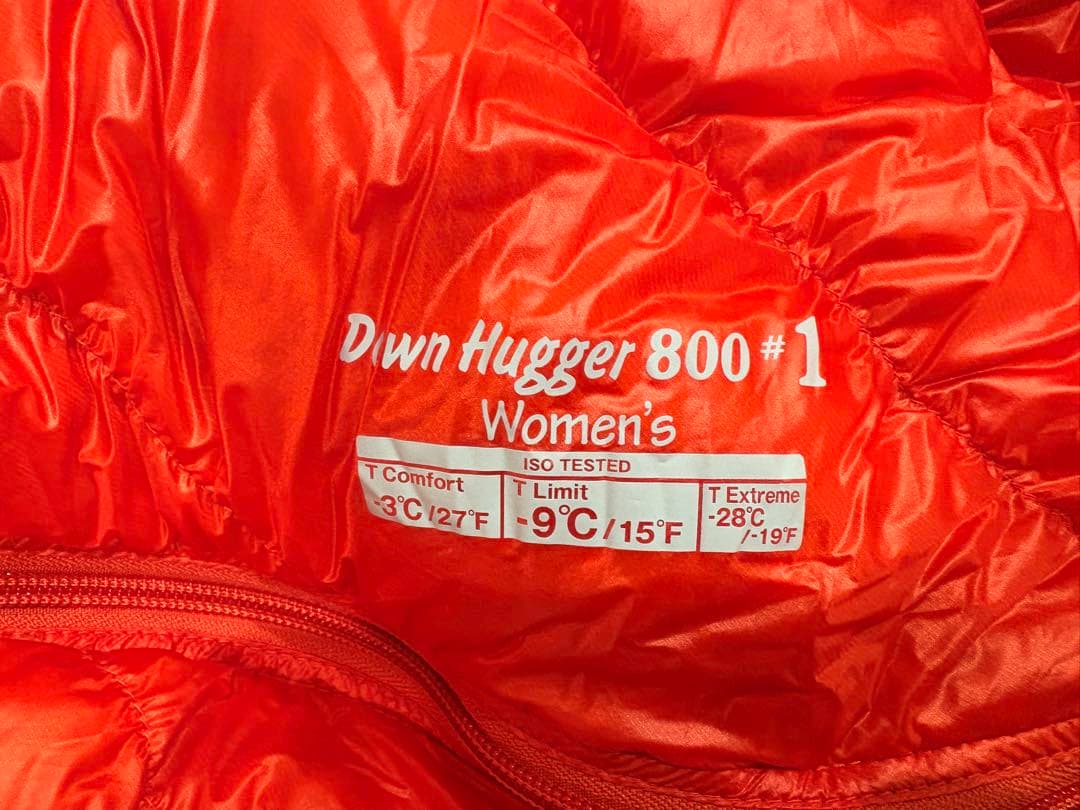 Down Hugger 800 #1
Women's
ISO TESTED
T Comfort
-3°C/27°F
T Limit
-9°C/15°F
T Extreme
-28°C
/-19°F